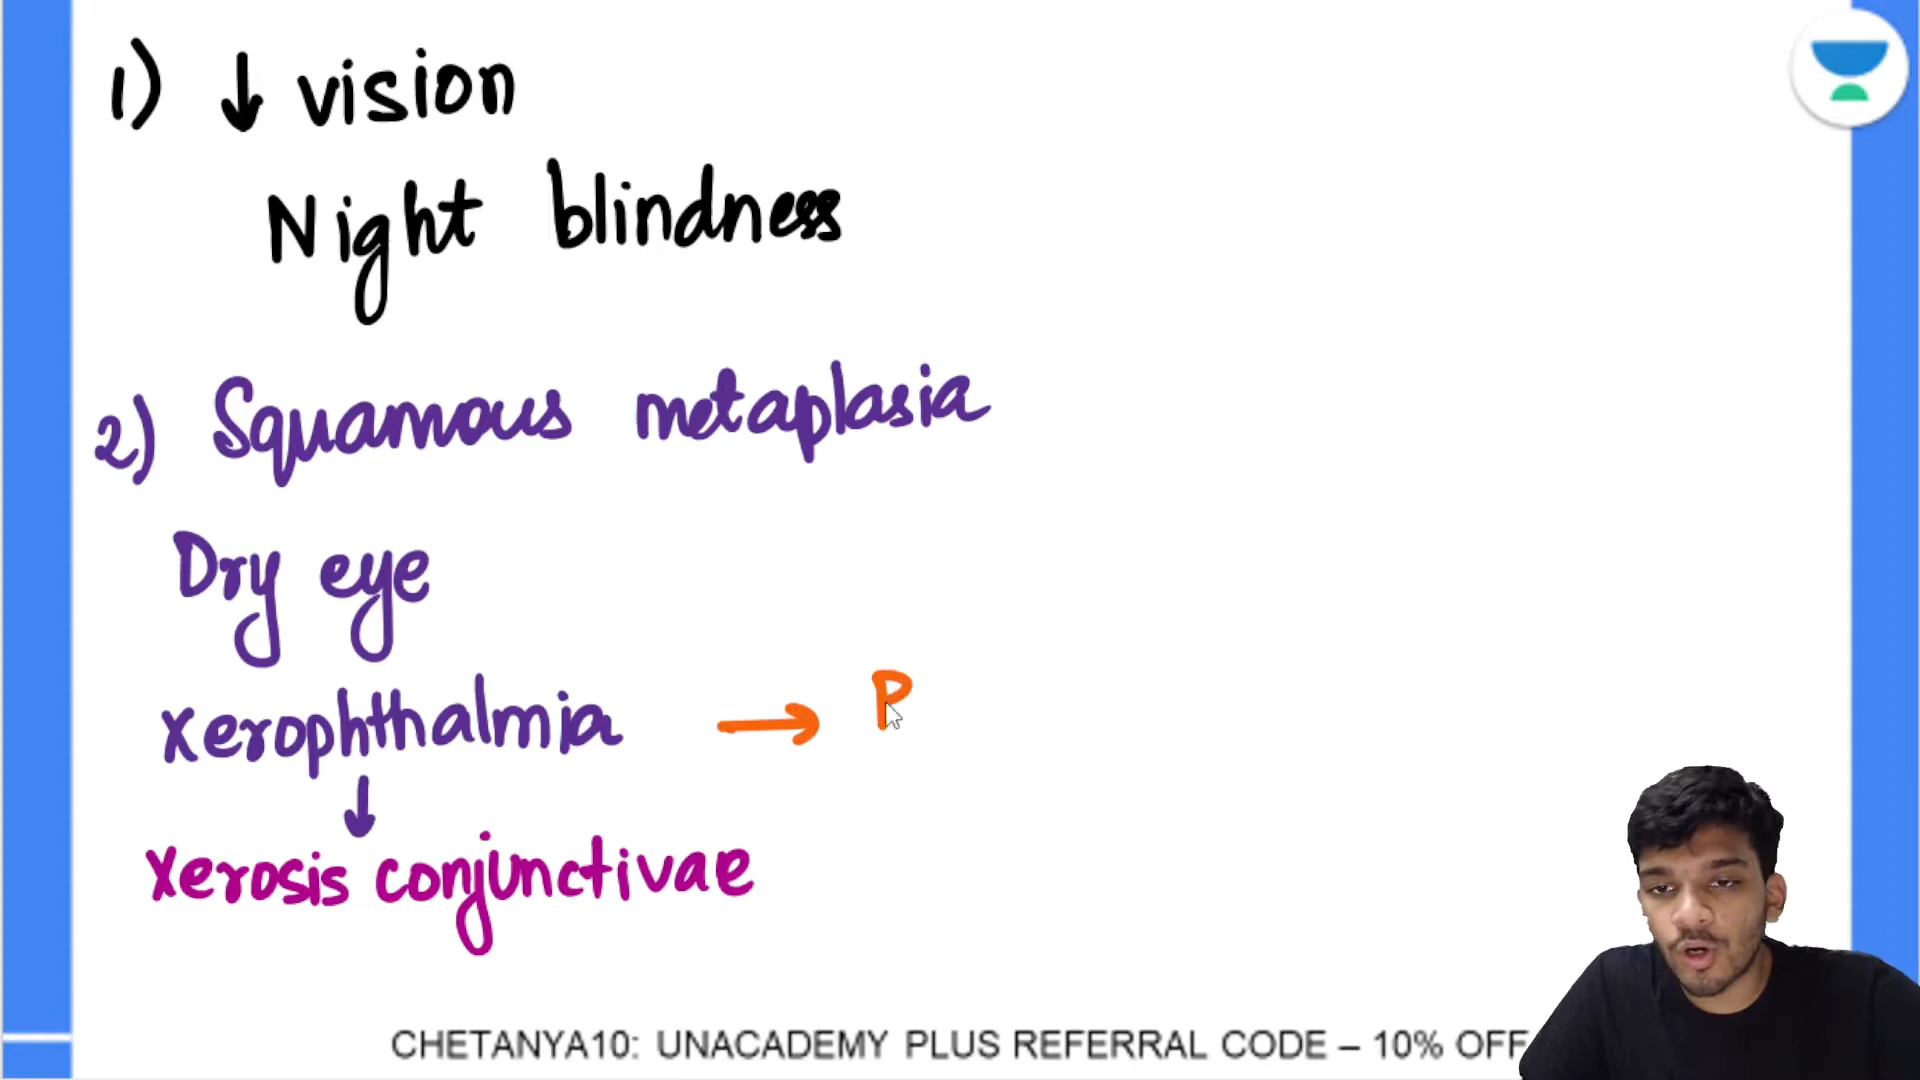 1) ↓ vision
Night blindness
2) Squamous metaplasia
Dry eye
Xerophthalmia → P
↓
Xerosis conjunctivae
CHETANYA10: UNACADEMY PLUS REFERRAL CODE – 10% OFF